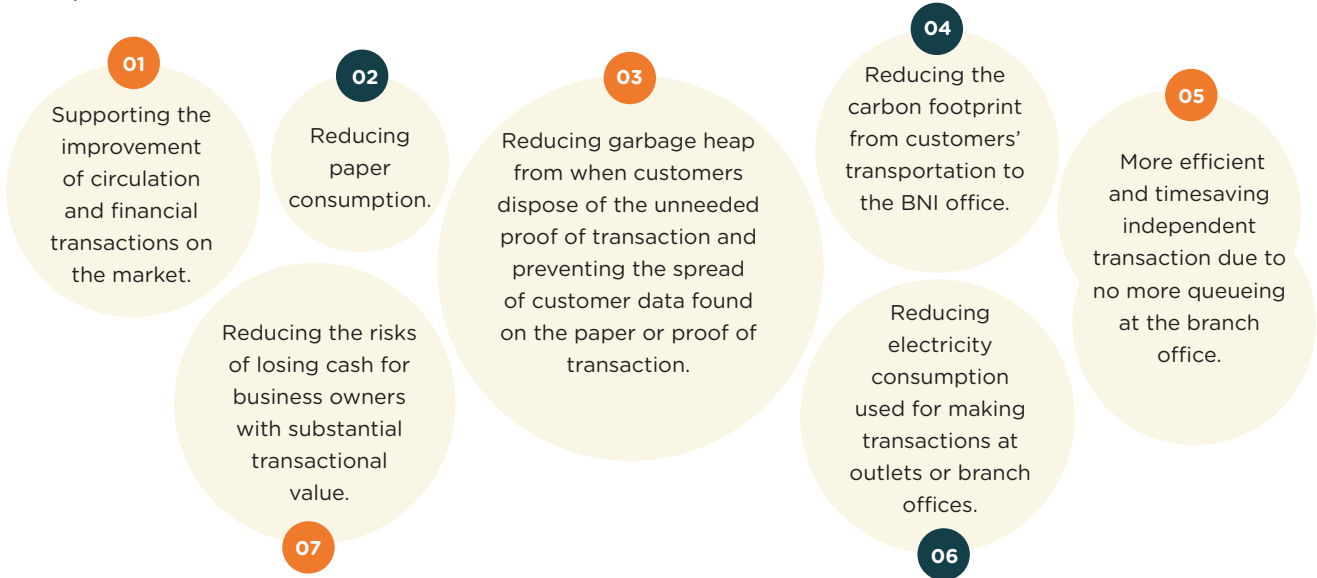 01
Supporting the
improvement
of circulation
and financial
transactions on
the market.
02
Reducing
paper
consumption.
03
Reducing garbage heap
from when customers
dispose of the unneeded
proof of transaction and
preventing the spread
of customer data found
on the paper or proof of
transaction.
04
Reducing the
carbon footprint
from customers’
transportation to
the BNI office.
05
More efficient
and timesaving
independent
transaction due to
no more queueing
at the branch
office.
Reducing
electricity
consumption
used for making
transactions at
outlets or branch
offices.
06
Reducing the risks
of losing cash for
business owners
with substantial
transactional
value.
07